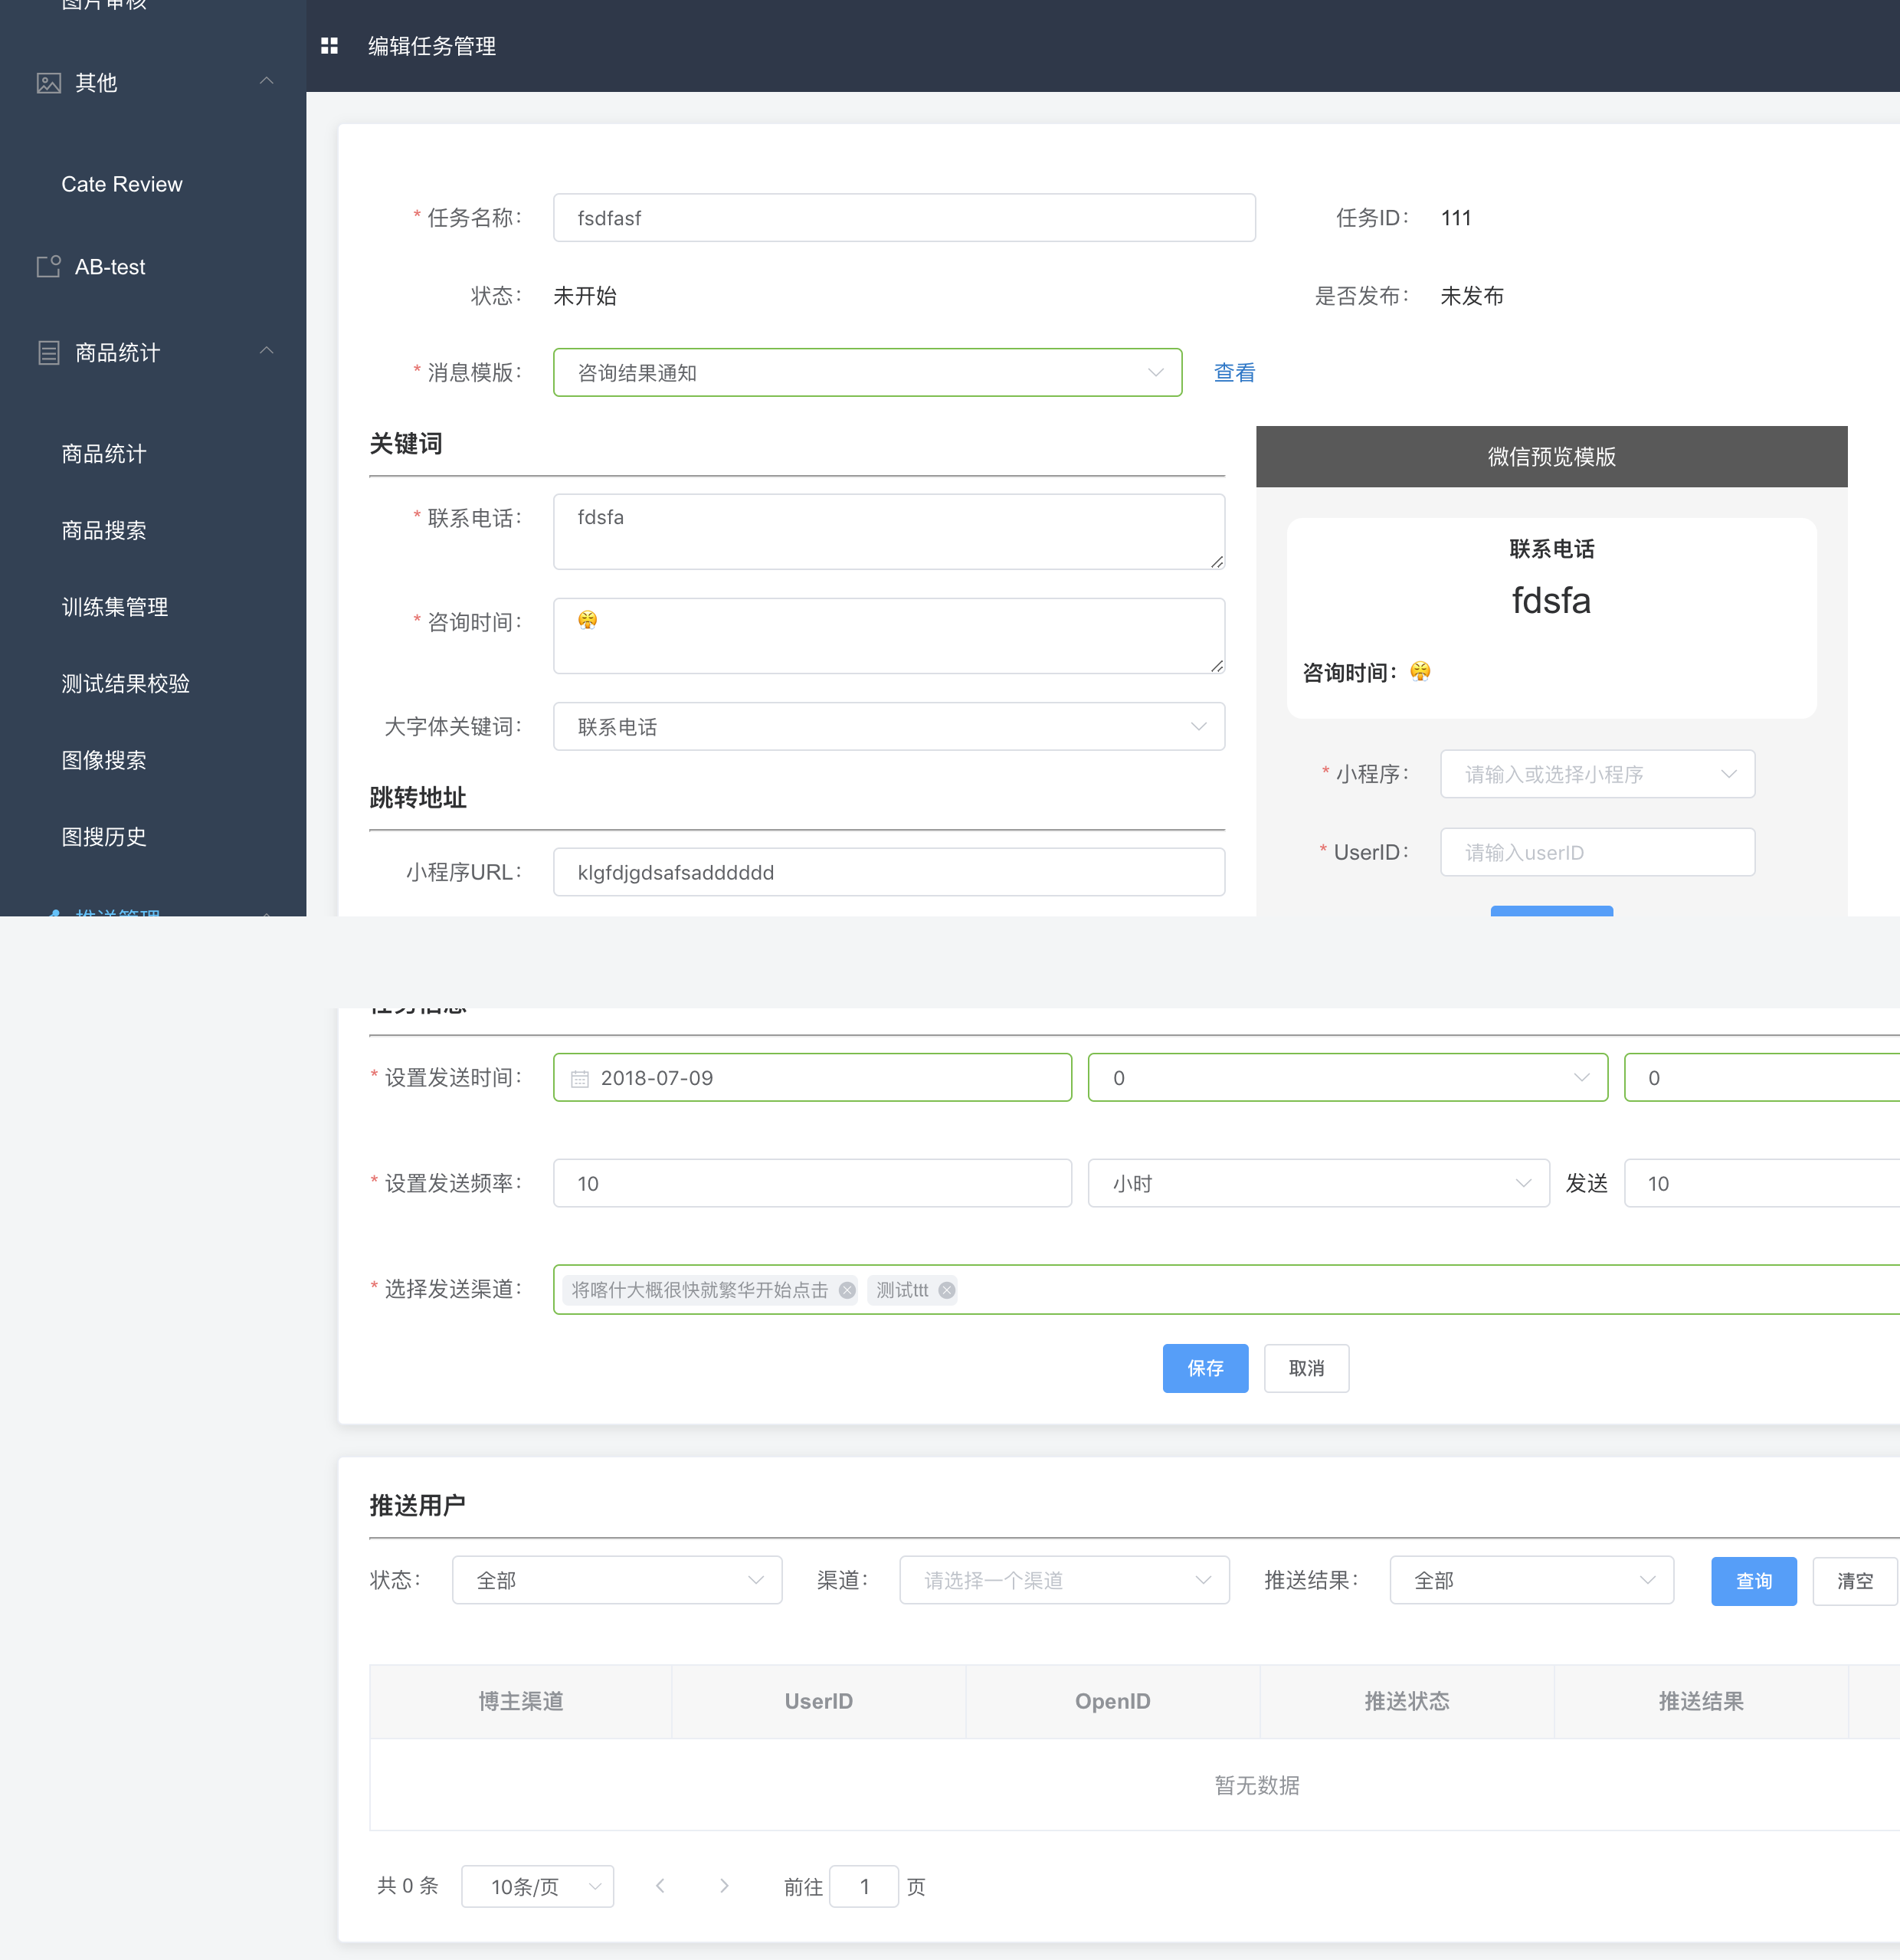 图片审核
其他
Cate Review
AB-test
商品统计
商品统计
商品搜索
训练集管理
测试结果校验
图像搜索
图搜历史
推送管理
编辑任务管理
* 任务名称: fsdfasf 任务ID: 111
状态: 未开始 是否发布: 未发布
* 消息模版: 咨询结果通知 查看
关键词
* 联系电话: fdsfa
* 咨询时间: 😤
大字体关键词: 联系电话
跳转地址
小程序URL: klgfdjgdsafsadddddd
微信预览模版
联系电话
fdsfa
咨询时间: 😤
* 小程序: 请输入或选择小程序
* UserID: 请输入userID
任务信息
* 设置发送时间: 2018-07-09 0 0
* 设置发送频率: 10 小时 发送 10
* 选择发送渠道: 将喀什大概很快就繁华开始点击 测试ttt
保存 取消
推送用户
状态: 全部 渠道: 请选择一个渠道 推送结果: 全部 查询 清空
博主渠道 UserID OpenID 推送状态 推送结果
暂无数据
共 0 条 10条/页 前往 1 页